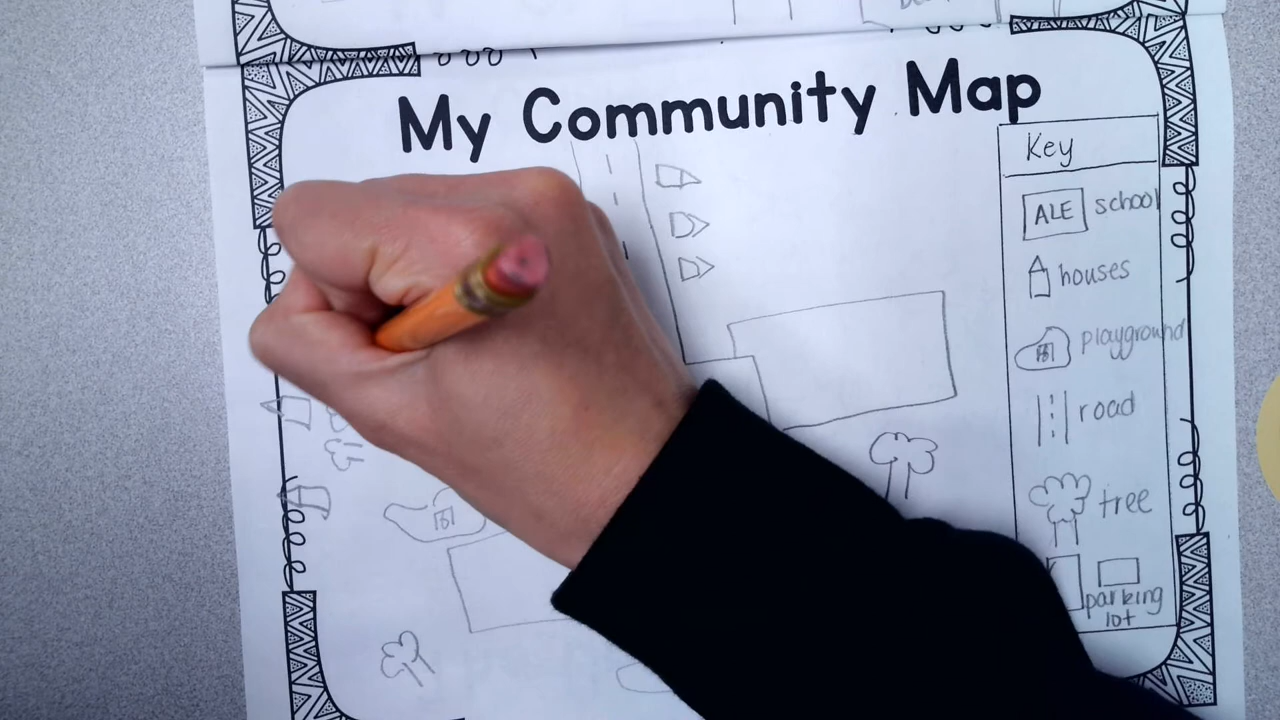 My Community Map
Key
ALE school
houses
playground
road
tree
parking
lot